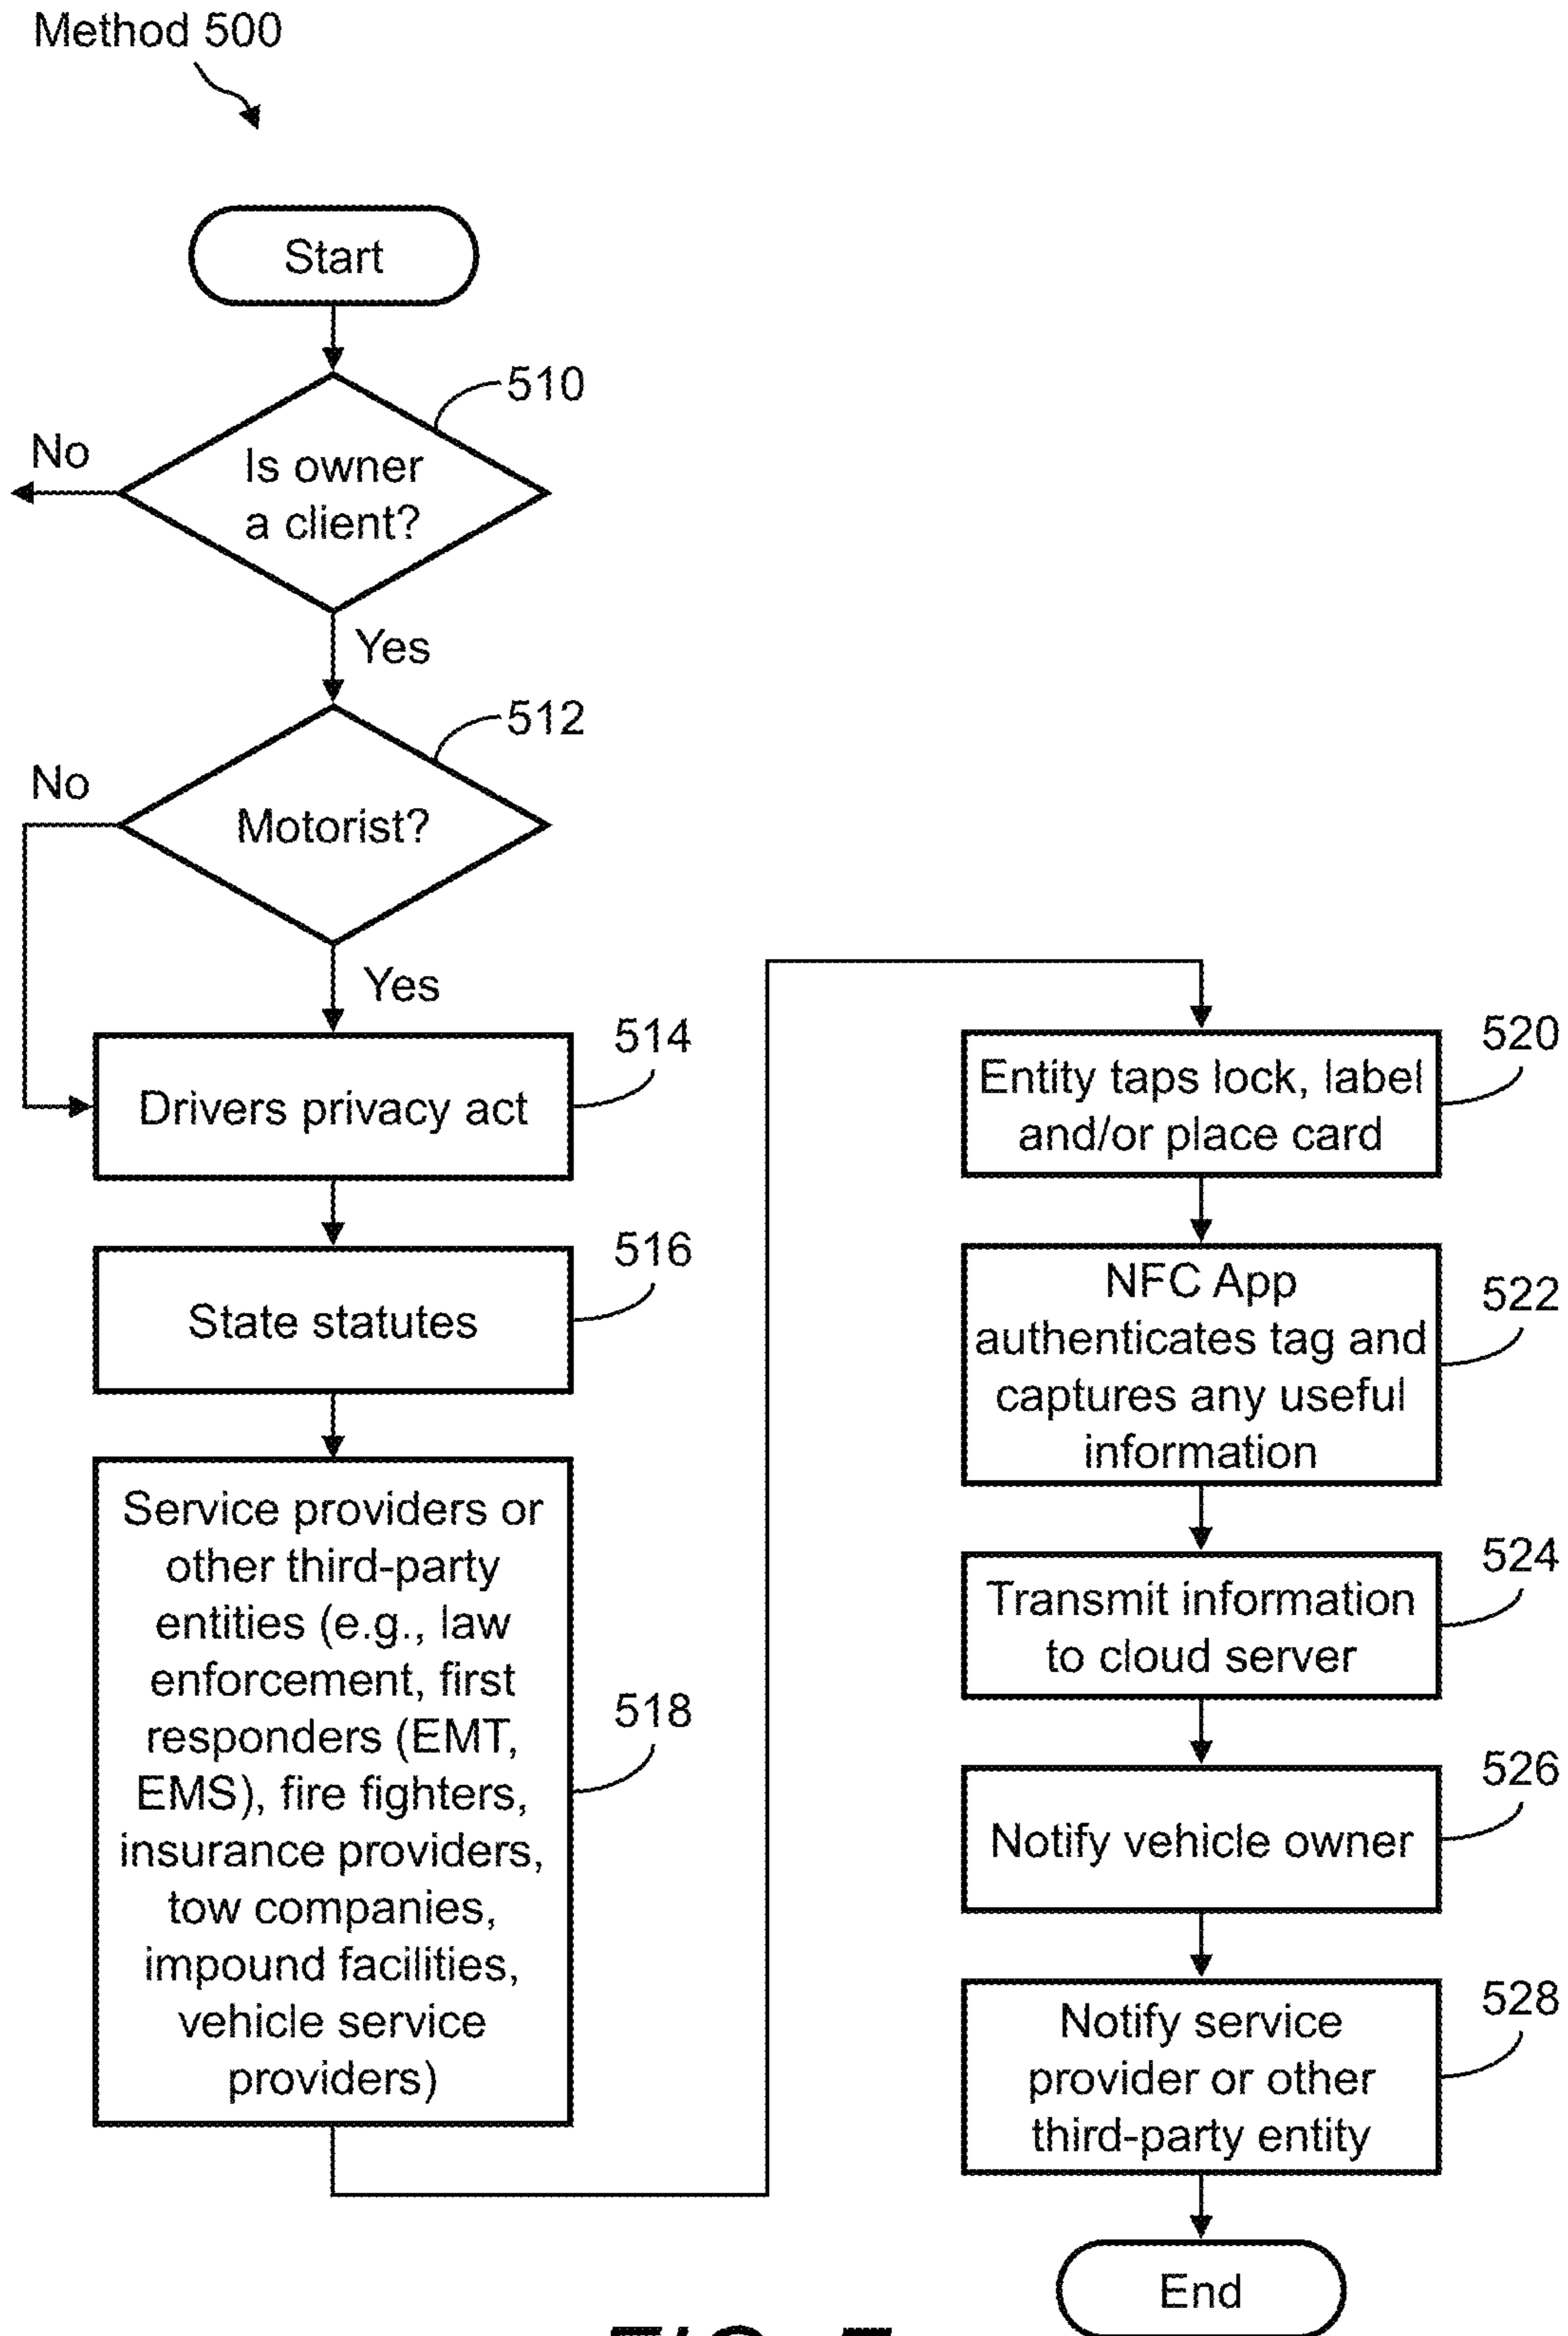 Method 500
Start
510
No
Is owner
a client?
Yes
512
No
Motorist?
Yes
514
Drivers privacy act
516
State statutes
Service providers or
other third-party
entities (e.g., law
enforcement, first
responders (EMT,
EMS), fire fighters,
insurance providers,
tow companies,
impound facilities,
vehicle service
providers)
518
520
Entity taps lock, label
and/or place card
NFC App
authenticates tag and
captures any useful
information
522
524
Transmit information
to cloud server
526
Notify vehicle owner
528
Notify service
provider or other
third-party entity
End